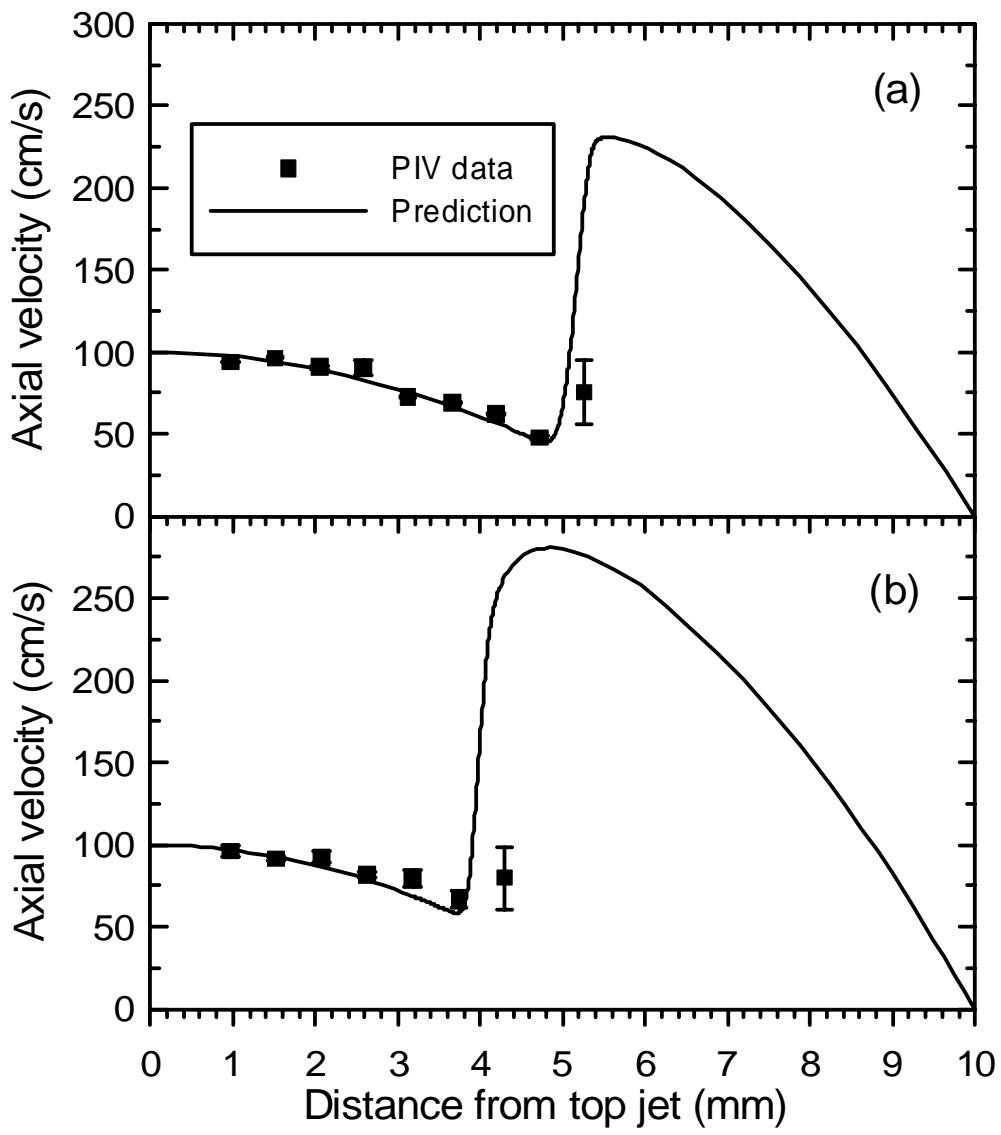 300
(a)
250
PIV data
200
Prediction
150
100
50
0
Axial velocity (cm/s)
(b)
250
200
150
100
50
0
Axial velocity (cm/s)
0 1 2 3 4 5 6 7 8 9 10
Distance from top jet (mm)